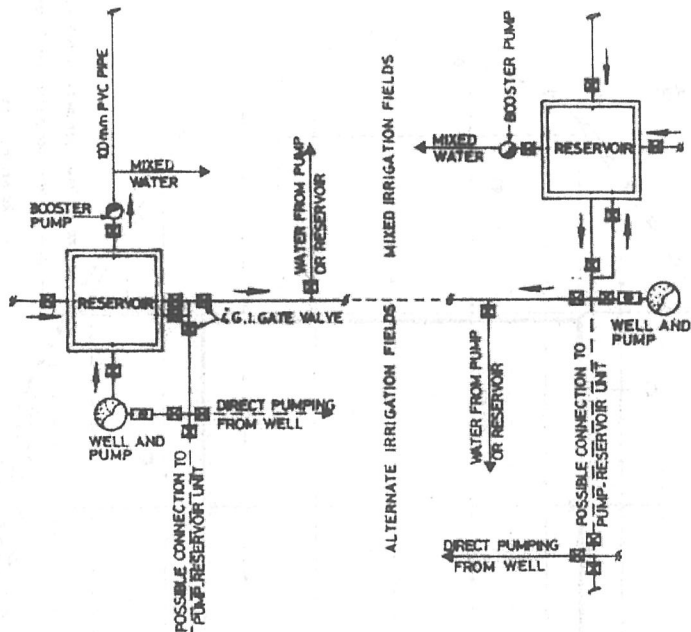 100mm PVC PIPE
MIXED
WATER
BOOSTER
PUMP
RESERVOIR
G.I. GATE VALVE
WATER FROM PUMP
OR RESERVOIR
WELL AND
PUMP
DIRECT PUMPING
FROM WELL
POSSIBLE CONNECTION TO
PUMP-RESERVOIR UNIT
MIXED IRRIGATION FIELDS
ALTERNATE IRRIGATION FIELDS
BOOSTER PUMP
MIXED
WATER
RESERVOIR
WELL AND
PUMP
WATER FROM PUMP
OR RESERVOIR
POSSIBLE CONNECTION TO
PUMP-RESERVOIR UNIT
DIRECT PUMPING
FROM WELL